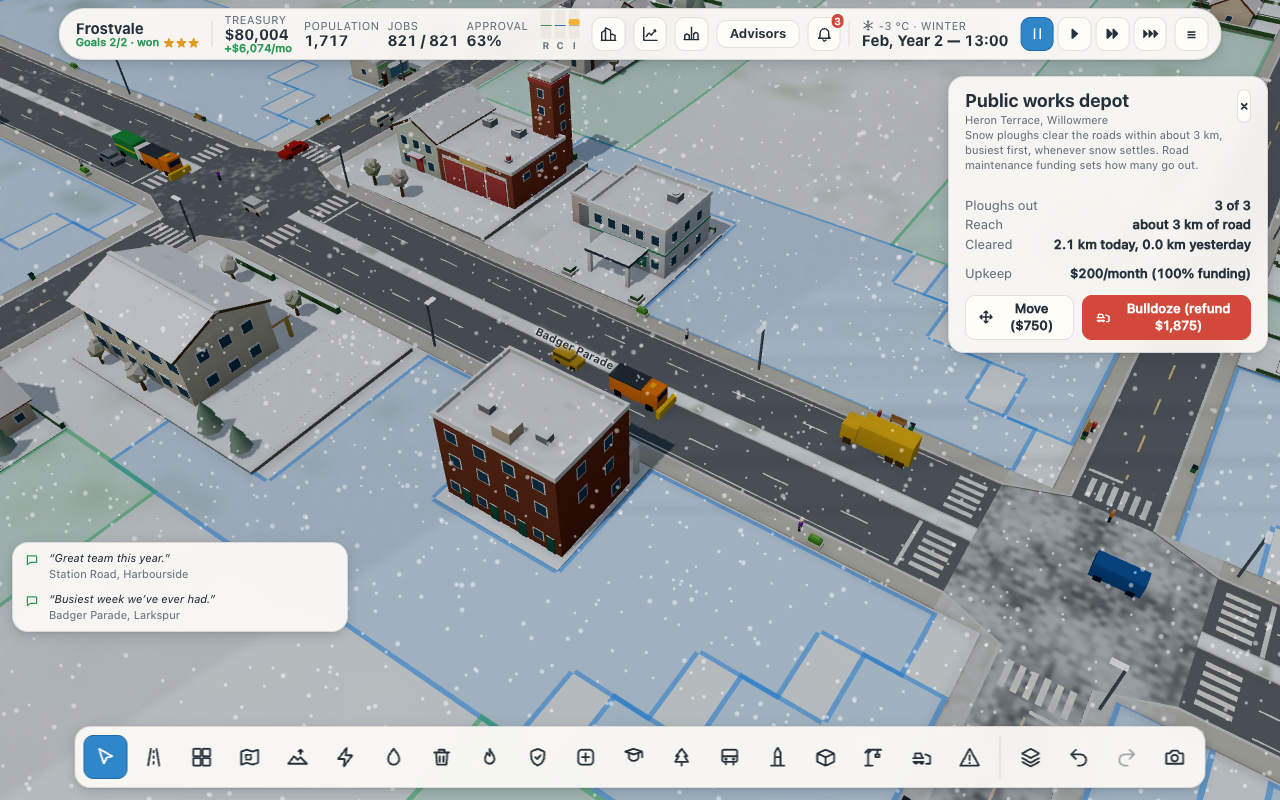 Frostvale
Goals 2/2 · won ★★★
TREASURY
$80,004
+$6,074/mo
POPULATION
1,717
JOBS
821 / 821
APPROVAL
63%
R C I
Advisors
3
-3 °C · WINTER
Feb, Year 2 — 13:00
Public works depot
×
Heron Terrace, Willowmere
Snow ploughs clear the roads within about 3 km,
busiest first, whenever snow settles. Road
maintenance funding sets how many go out.
Ploughs out 3 of 3
Reach about 3 km of road
Cleared 2.1 km today, 0.0 km yesterday
Upkeep $200/month (100% funding)
Move
($750)
Bulldoze (refund
$1,875)
Badger Parade
“Great team this year.”
Station Road, Harbourside
“Busiest week we’ve ever had.”
Badger Parade, Larkspur